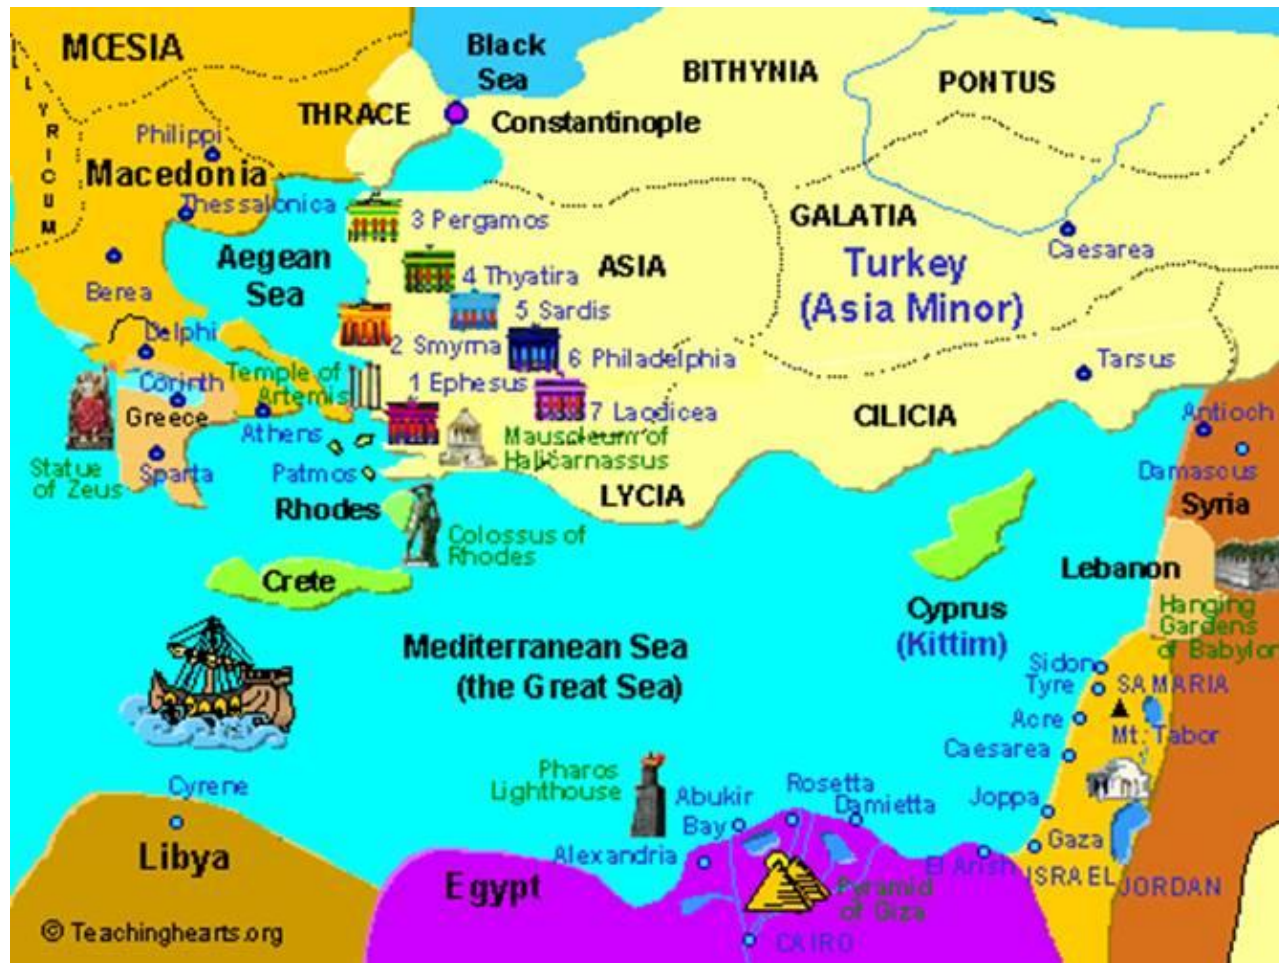 MŒSIA
Black
Sea
BITHYNIA
PONTUS
ILLYRICUM
THRACE
Constantinople
Philippi
Macedonia
Thessalonica
3 Pergamos
GALATIA
Caesarea
Aegean
Sea
ASIA
Turkey
(Asia Minor)
4 Thyatira
Berea
5 Sardis
Delphi
2 Smyrna
6 Philadelphia
Tarsus
Temple of
Artemis
Corinth
1 Ephesus
7 Laodicea
CILICIA
Antioch
Greece
Athens
Mauscleum of
Halicarnassus
Damascus
Statue
of Zeus
Sparta
Patmos
LYCIA
Syria
Rhodes
Colossus of
Rhodes
Crete
Lebanon
Cyprus
(Kittim)
Hanging
Gardens
of Babylon
Mediterranean Sea
(the Great Sea)
Sidon
Tyre
SAMARIA
Acre
Mt. Tabor
Caesarea
Pharos
Lighthouse
Cyrene
Abukir
Bay
Rosetta
Damietta
Joppa
Libya
Alexandria
El Arish
Gaza
ISRAEL
JORDAN
Egypt
Pyramid
of Giza
CAIRO
© Teachinghearts.org